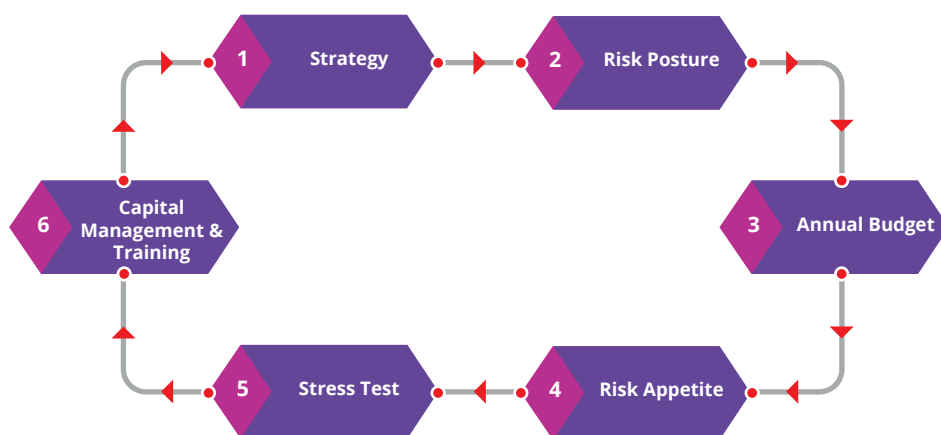 1
Strategy
2
Risk Posture
3
Annual Budget
4
Risk Appetite
5
Stress Test
6
Capital
Management &
Training